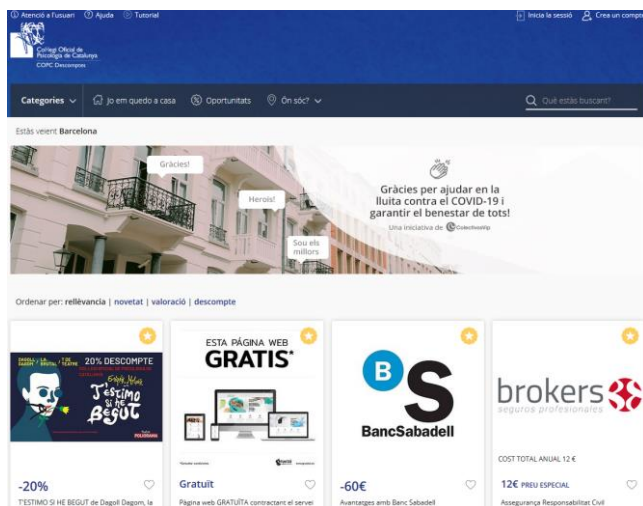 Atenció a l'usuari Ajuda Tutorial
Inicia la sessió Crea un compte
Col·legi Oficial de
Psicologia de Catalunya
COPC Descomptes
Categories Jo em quedo a casa Oportunitats On sóc?
Què estàs buscant?
Estàs veient Barcelona
Gràcies!
Herois!
Sou els
millors
Gràcies per ajudar en la
lluita contra el COVID-19 i
garantir el benestar de tots!
Una iniciativa de Colectivosvip
Ordenar per: rellèvancia | novetat | valoració | descompte
20% DESCOMPTE
T'ESTIMO
SI HE
BEGUT
POLIORAMA
-20%
T'ESTIMO SI HE BEGUT de Dagoll Dagom, la
ESTA PÁGINA WEB
GRATIS*
Gratuït
Pàgina web GRATUÏTA contractant el servei
BS
BancSabadell
-60€
Avantatges amb Banc Sabadell
brokers
seguros profesionales
COST TOTAL ANUAL 12 €
12€ PREU ESPECIAL
Assegurança Responsabilitat Civil